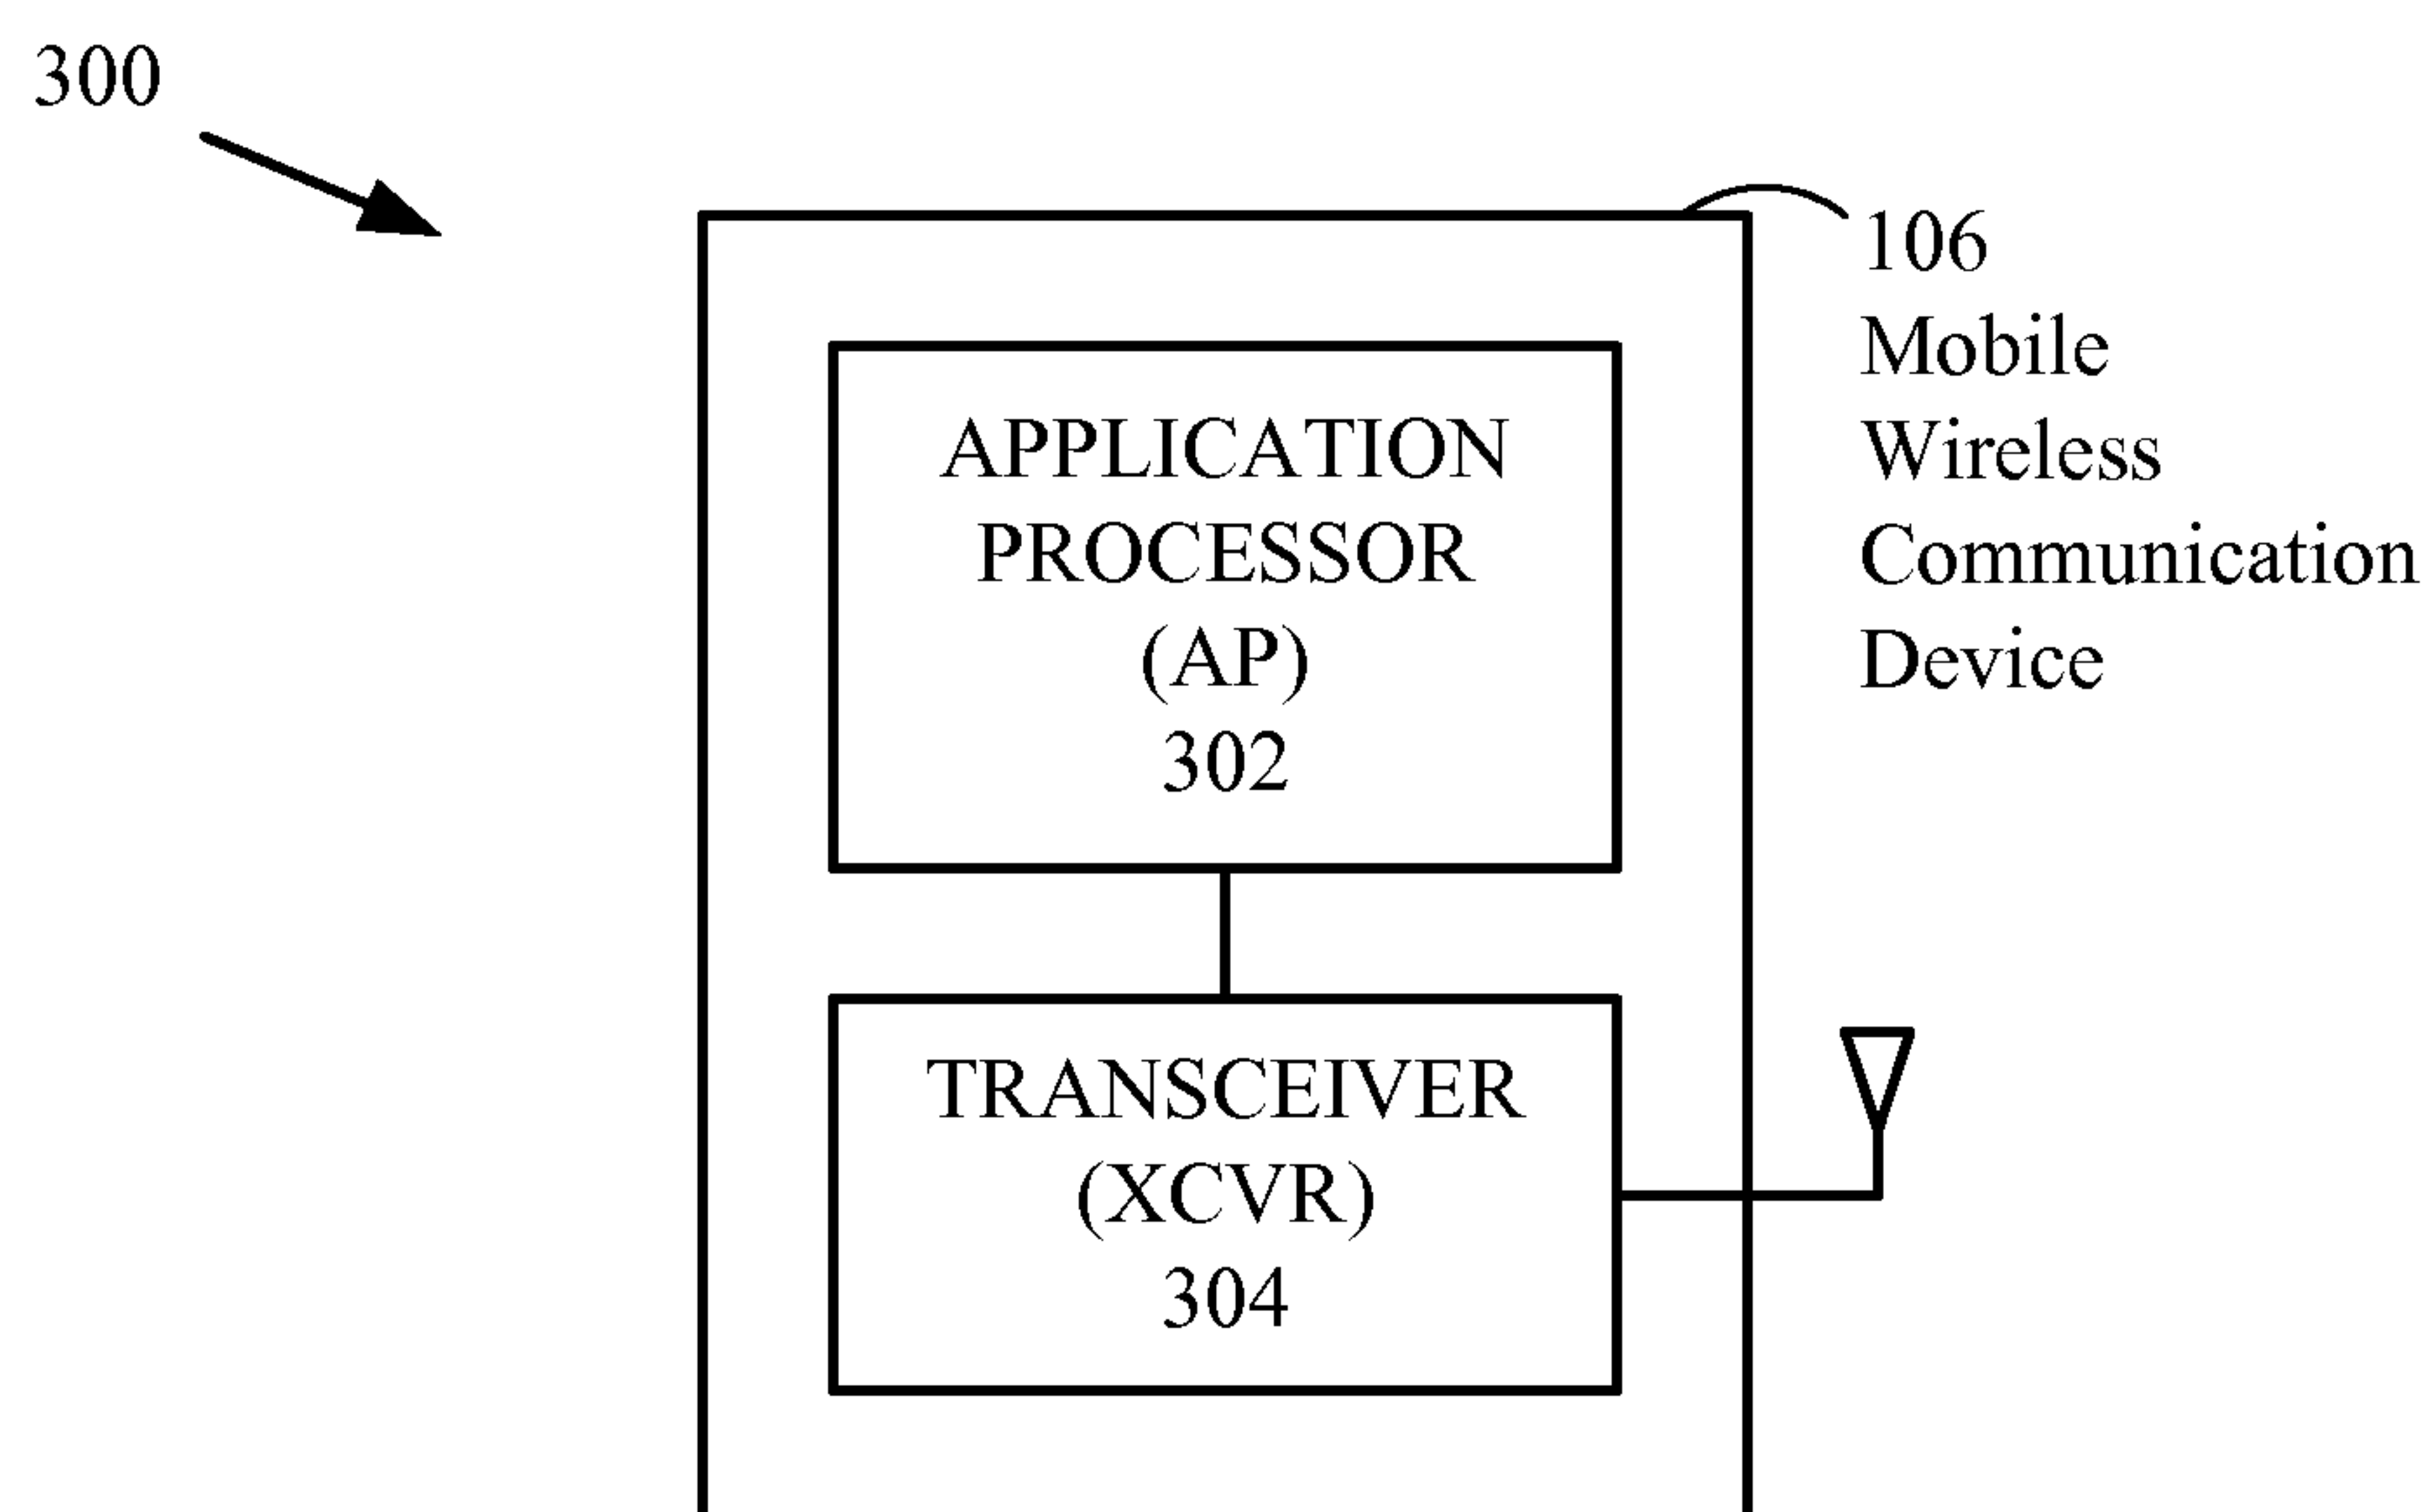 300
106
Mobile
Wireless
Communication
Device
APPLICATION
PROCESSOR
(AP)
302
TRANSCEIVER
(XCVR)
304